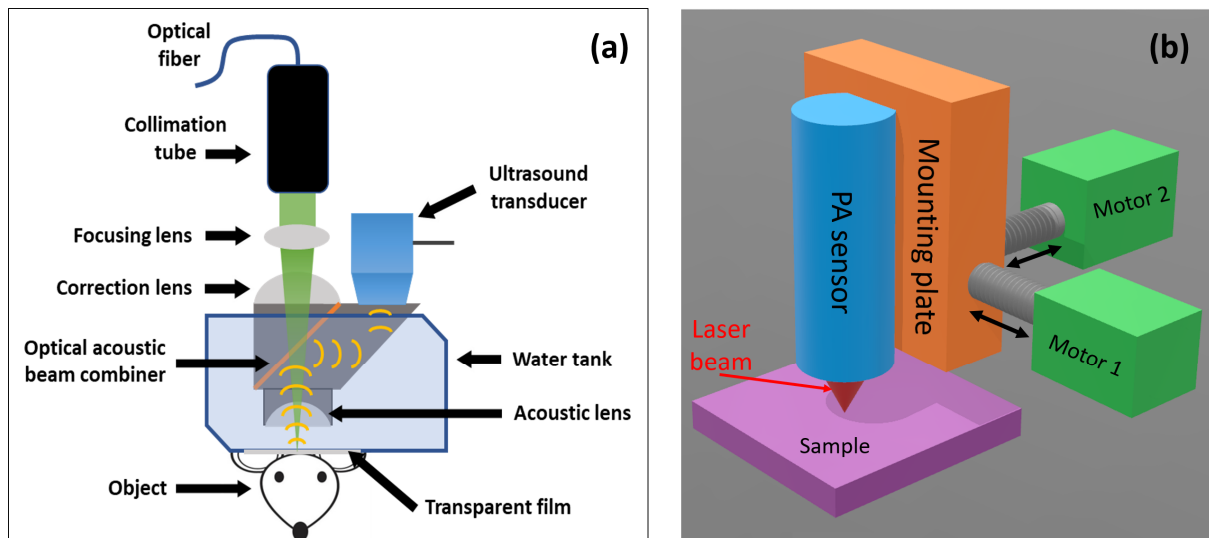 (a)
Optical
fiber
Collimation
tube
Ultrasound
transducer
Focusing lens
Correction lens
Optical acoustic
beam combiner
Water tank
Acoustic lens
Object
Transparent film
(b)
PA sensor
Mounting plate
Motor 2
Motor 1
Laser
beam
Sample